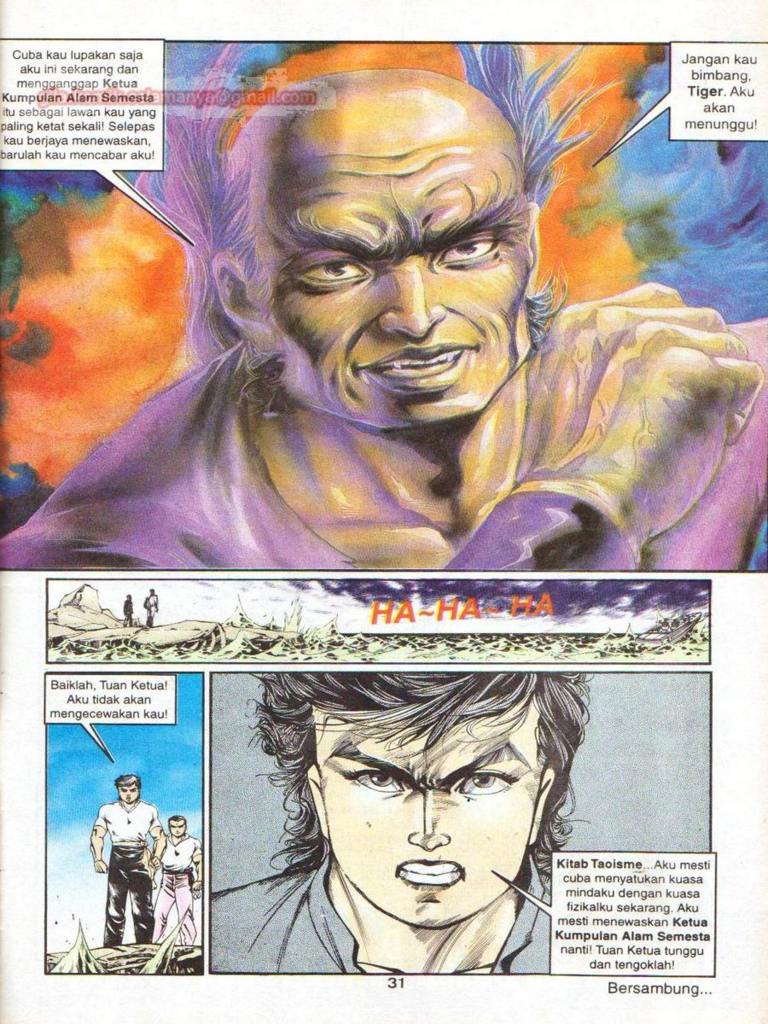 Cuba kau lupakan saja
aku ini sekarang dan
mengganggap Ketua
Kumpulan Alam Semesta
itu sebagai lawan kau yang
paling ketat sekali! Selepas
kau berjaya menewaskan,
barulah kau mencabar aku!
Jangan kau
bimbang,
Tiger. Aku
akan
menunggu!
HA~HA~HA
Baiklah, Tuan Ketua!
Aku tidak akan
mengecewakan kau!
Kitab Taoisme...Aku mesti
cuba menyatukan kuasa
mindaku dengan kuasa
fizikalku sekarang. Aku
mesti menewaskan Ketua
Kumpulan Alam Semesta
nanti! Tuan Ketua tunggu
dan tengoklah!
31
Bersambung...